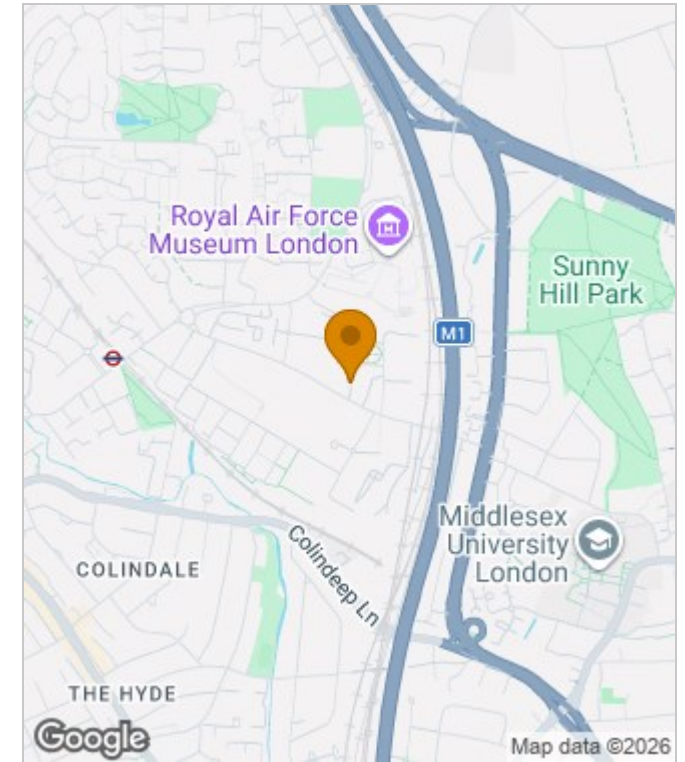 Royal Air Force
Museum London
Sunny
Hill Park
M1
Middlesex
University
London
Colindeep Ln
COLINDALE
THE HYDE
Google
Map data ©2026